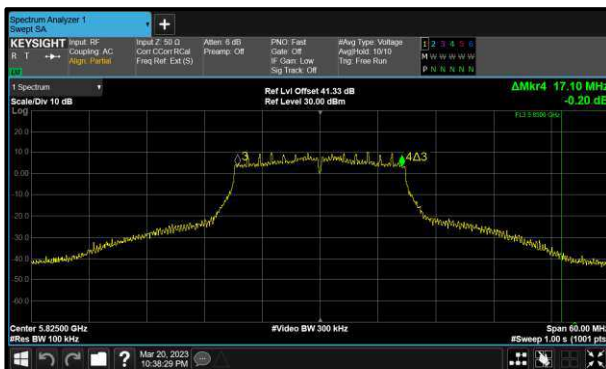 Spectrum Analyzer 1
Swept SA
KEYSIGHT
R T
LXI
Input: RF
Coupling: AC
Align: Partial
Input Z: 50 Ω
Corr CCorr RCal
Freq Ref: Ext (S)
Atten: 6 dB
Preamp: Off
PNO: Fast
Gate: Off
IF Gain: Low
Sig Track: Off
#Avg Type: Voltage
Avg|Hold: 10/10
Trig: Free Run
1 2 3 4 5 6
M W W W W W
P N N N N N
1 Spectrum
Scale/Div 10 dB
Log
Ref Lvl Offset 41.33 dB
Ref Level 30.00 dBm
ΔMkr4 17.10 MHz
-0.20 dB
20.0
10.0
0.00
-10.0
-20.0
-30.0
-40.0
-50.0
-60.0
3
4Δ3
Center 5.82500 GHz
#Res BW 100 kHz
#Video BW 300 kHz
Span 60.00 MHz
#Sweep 1.00 s (1001 pts)
?
Mar 20, 2023
10:38:29 PM